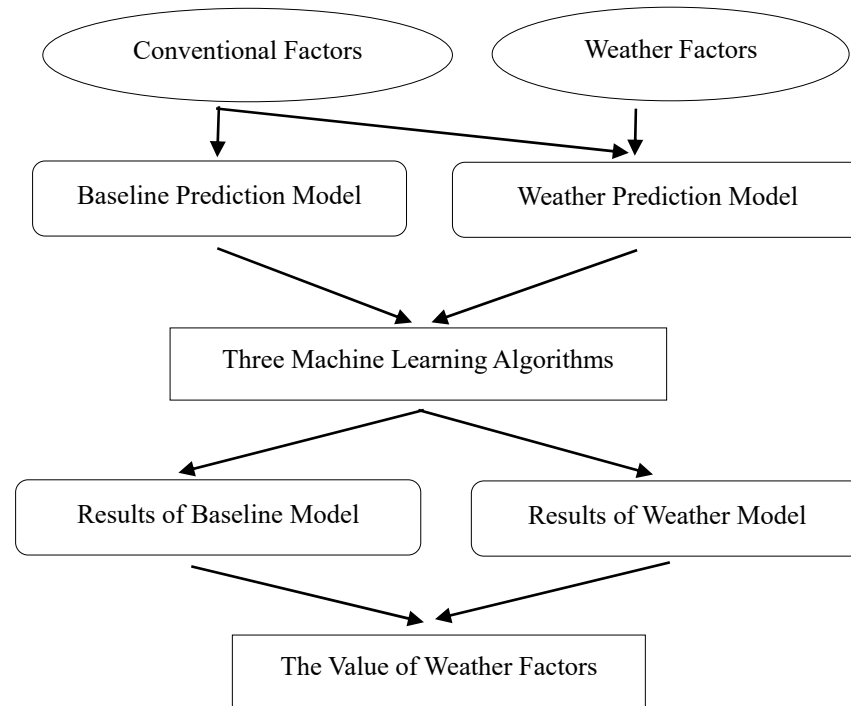 Conventional Factors
Weather Factors
Baseline Prediction Model
Weather Prediction Model
Three Machine Learning Algorithms
Results of Baseline Model
Results of Weather Model
The Value of Weather Factors